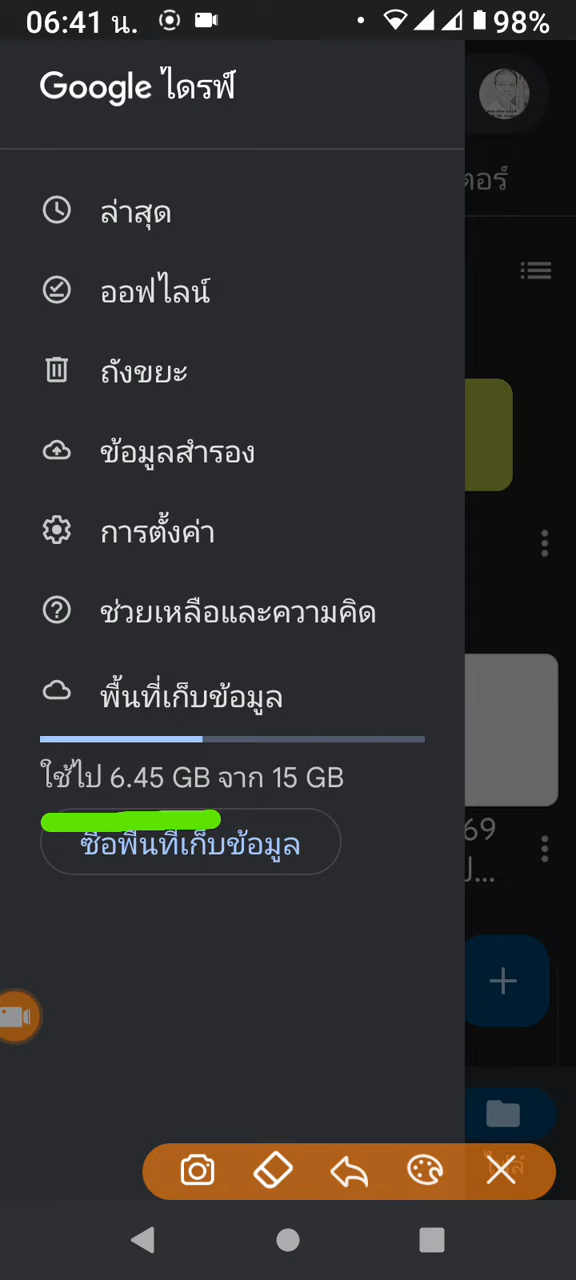 06:41 น.
98%
Google ไดรฟ์
ล่าสุด
ออฟไลน์
ถังขยะ
ข้อมูลสำรอง
การตั้งค่า
ช่วยเหลือและความคิด
พื้นที่เก็บข้อมูล
ใช้ไป 6.45 GB จาก 15 GB
ซื้อพื้นที่เก็บข้อมูล
69